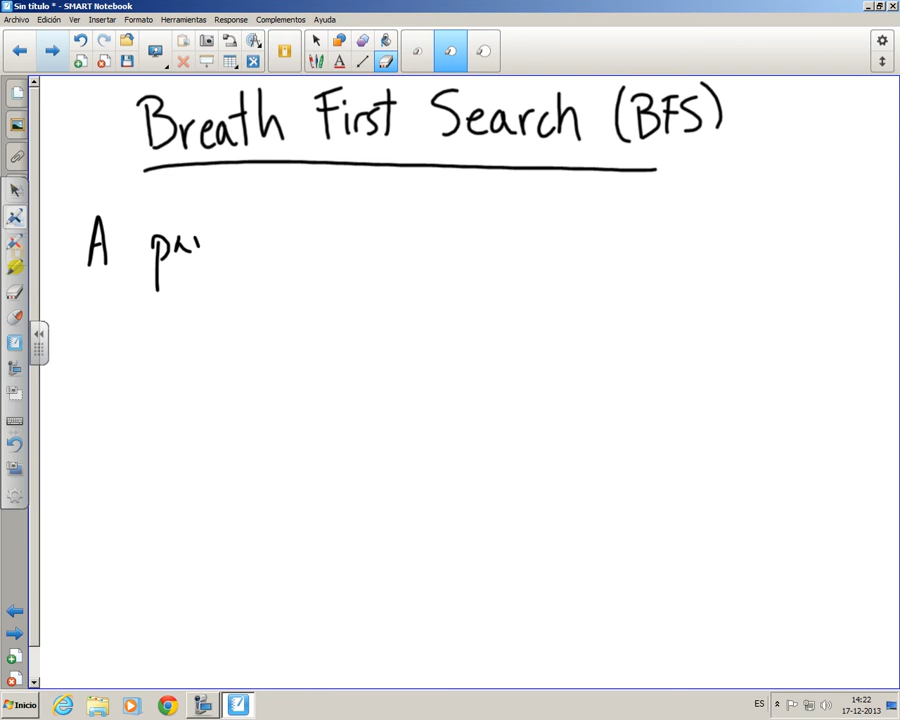 Sin título * - SMART Notebook
Archivo Edición Ver Insertar Formato Herramientas Response Complementos Ayuda
Breath First Search (BFS)
A
Inicio
ES
14:22
17-12-2013